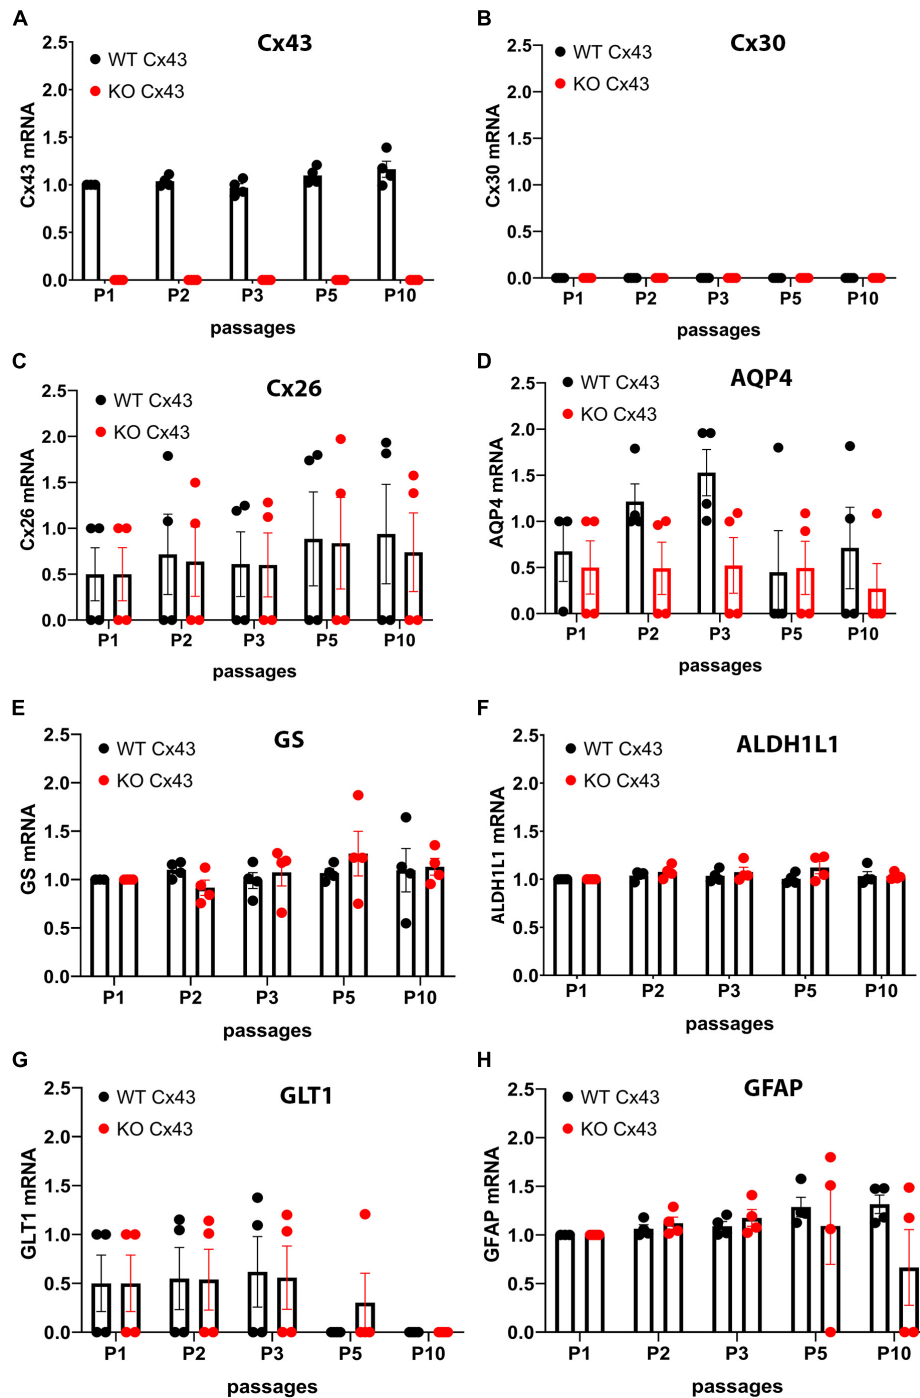 A
Cx43
WT Cx43
KO Cx43
Cx43 mRNA
2.5
2.0
1.5
1.0
0.5
0.0
P1 P2 P3 P5 P10
passages
B
Cx30
WT Cx43
KO Cx43
Cx30 mRNA
2.5
2.0
1.5
1.0
0.5
0.0
P1 P2 P3 P5 P10
passages
C
Cx26
WT Cx43
KO Cx43
Cx26 mRNA
2.5
2.0
1.5
1.0
0.5
0.0
P1 P2 P3 P5 P10
passages
D
AQP4
WT Cx43
KO Cx43
AQP4 mRNA
2.5
2.0
1.5
1.0
0.5
0.0
P1 P2 P3 P5 P10
passages
E
GS
WT Cx43
KO Cx43
GS mRNA
2.5
2.0
1.5
1.0
0.5
0.0
P1 P2 P3 P5 P10
passages
F
ALDH1L1
WT Cx43
KO Cx43
ALDH1L1 mRNA
2.5
2.0
1.5
1.0
0.5
0.0
P1 P2 P3 P5 P10
passages
G
GLT1
WT Cx43
KO Cx43
GLT1 mRNA
2.5
2.0
1.5
1.0
0.5
0.0
P1 P2 P3 P5 P10
passages
H
GFAP
WT Cx43
KO Cx43
GFAP mRNA
2.5
2.0
1.5
1.0
0.5
0.0
P1 P2 P3 P5 P10
passages